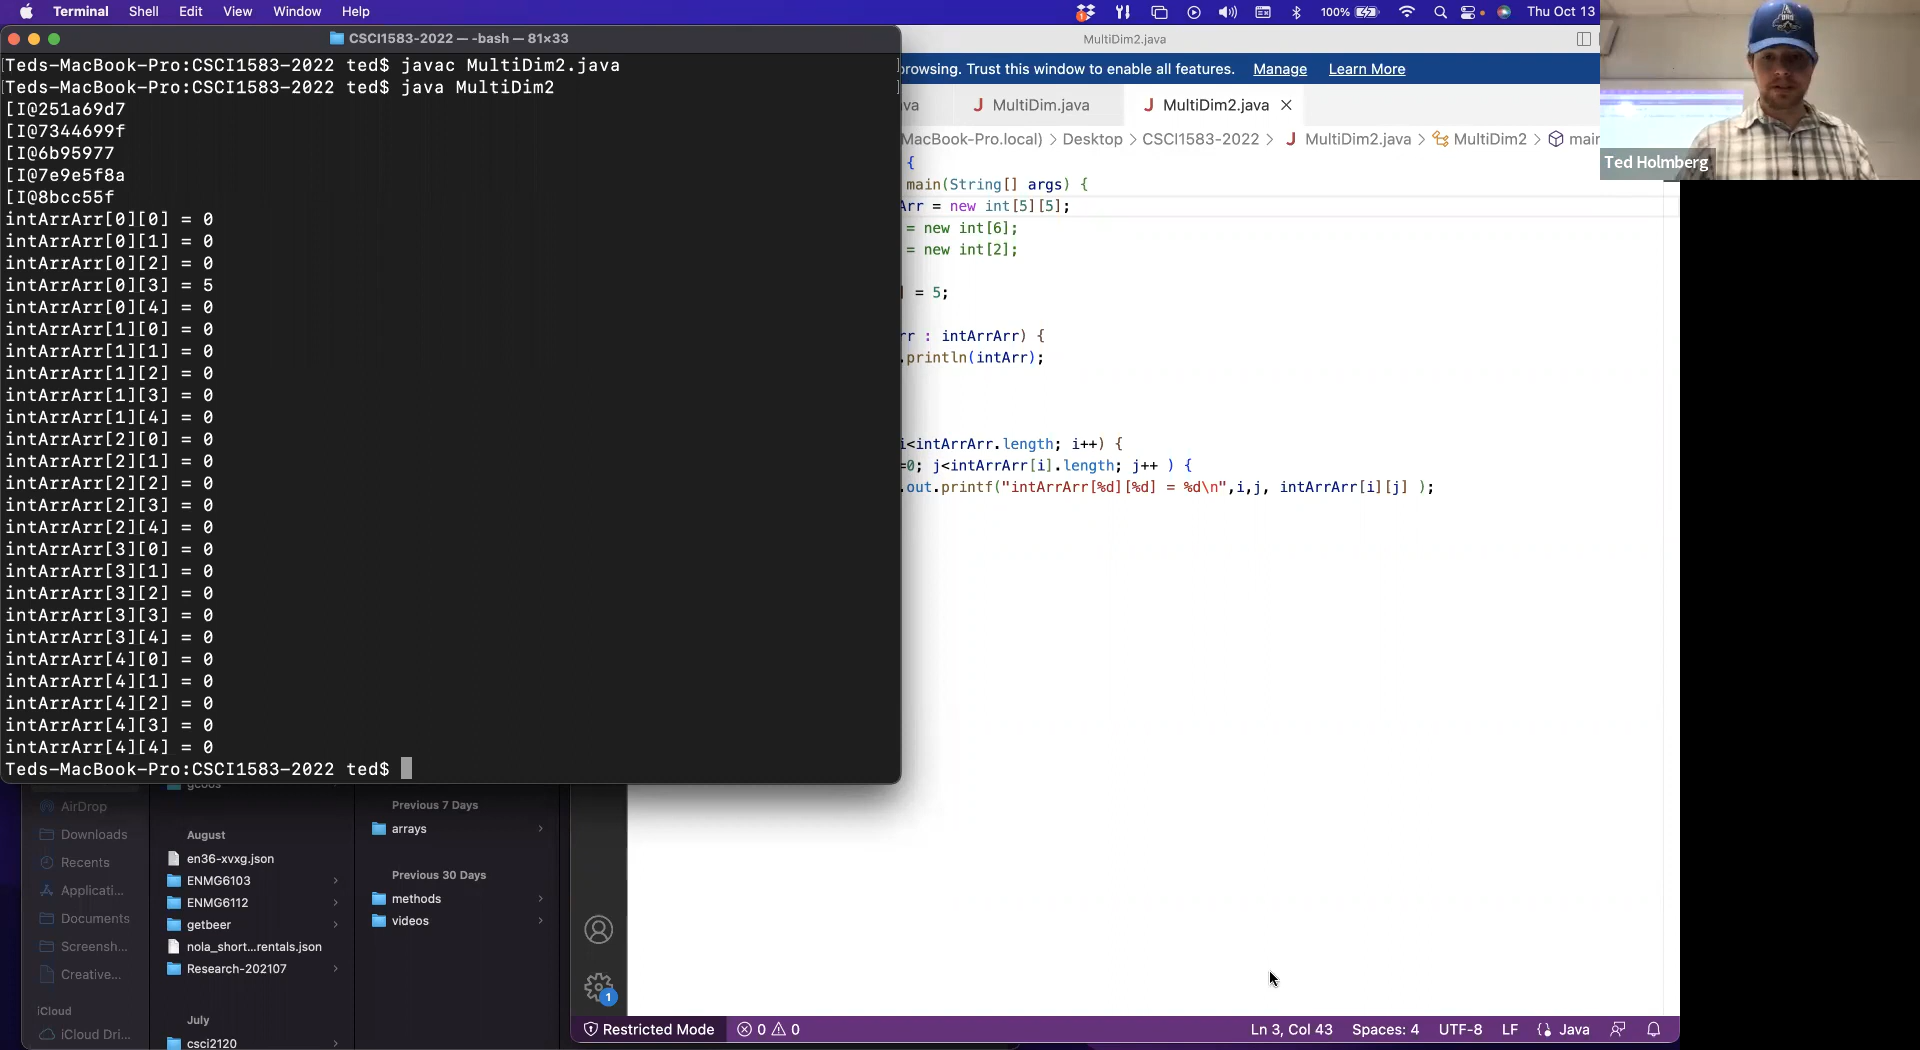 Terminal Shell Edit View Window Help
100% Thu Oct 13
CSCI1583-2022 — -bash — 81×33
Teds-MacBook-Pro:CSCI1583-2022 ted$ javac MultiDim2.java
Teds-MacBook-Pro:CSCI1583-2022 ted$ java MultiDim2
[I@251a69d7
[I@7344699f
[I@6b95977
[I@7e9e5f8a
[I@8bcc55f
intArrArr[0][0] = 0
intArrArr[0][1] = 0
intArrArr[0][2] = 0
intArrArr[0][3] = 5
intArrArr[0][4] = 0
intArrArr[1][0] = 0
intArrArr[1][1] = 0
intArrArr[1][2] = 0
intArrArr[1][3] = 0
intArrArr[1][4] = 0
intArrArr[2][0] = 0
intArrArr[2][1] = 0
intArrArr[2][2] = 0
intArrArr[2][3] = 0
intArrArr[2][4] = 0
intArrArr[3][0] = 0
intArrArr[3][1] = 0
intArrArr[3][2] = 0
intArrArr[3][3] = 0
intArrArr[3][4] = 0
intArrArr[4][0] = 0
intArrArr[4][1] = 0
intArrArr[4][2] = 0
intArrArr[4][3] = 0
intArrArr[4][4] = 0
Teds-MacBook-Pro:CSCI1583-2022 ted$
MultiDim2.java
browsing. Trust this window to enable all features. Manage Learn More
va J MultiDim.java J MultiDim2.java
MacBook-Pro.local) > Desktop > CSCI1583-2022 > J MultiDim2.java > MultiDim2 > main
{
main(String[] args) {
Arr = new int[5][5];
= new int[6];
= new int[2];
] = 5;
rr : intArrArr) {
.println(intArr);
i<intArrArr.length; i++) {
=0; j<intArrArr[i].length; j++ ) {
.out.printf("intArrArr[%d][%d] = %d\n",i,j, intArrArr[i][j] );
Ted Holmberg
AirDrop
Downloads
Recents
Applicati...
Documents
Screensh...
Creative...
iCloud
iCloud Dri...
gcoos
August
en36-xvxg.json
ENMG6103
ENMG6112
getbeer
nola_short...rentals.json
Research-202107
July
csci2120
Previous 7 Days
arrays
Previous 30 Days
methods
videos
1
Restricted Mode 0 0 Ln 3, Col 43 Spaces: 4 UTF-8 LF Java